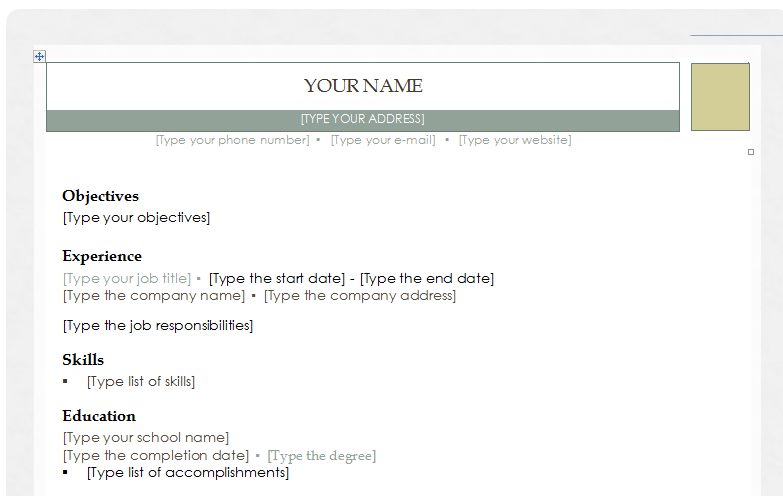 YOUR NAME
[TYPE YOUR ADDRESS]
[Type your phone number] ▪ [Type your e-mail] ▪ [Type your website]
Objectives
[Type your objectives]
Experience
[Type your job title] ▪ [Type the start date] - [Type the end date]
[Type the company name] ▪ [Type the company address]
[Type the job responsibilities]
Skills
▪ [Type list of skills]
Education
[Type your school name]
[Type the completion date] ▪ [Type the degree]
▪ [Type list of accomplishments]